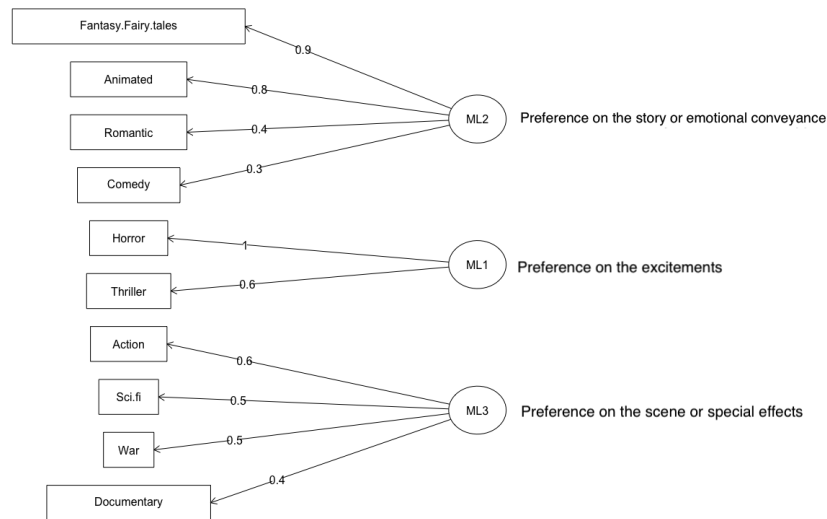 Fantasy.Fairy.tales
0.9
Animated
0.8
ML2 Preference on the story or emotional conveyance
Romantic
0.4
Comedy
0.3
Horror
1
ML1 Preference on the excitements
Thriller
0.6
Action
0.6
Sci.fi
0.5
ML3 Preference on the scene or special effects
War
0.5
Documentary
0.4